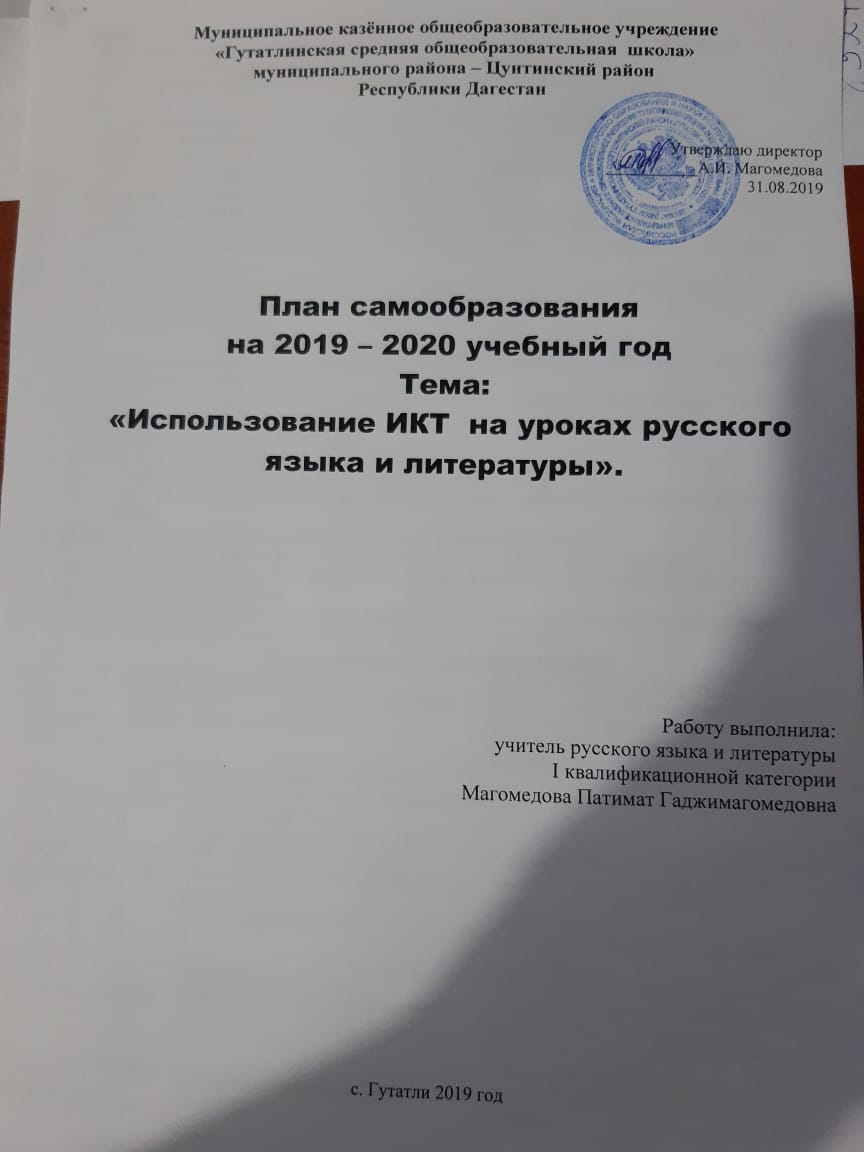 Муниципальное казённое общеобразовательное учреждение
«Гутатлинская средняя общеобразовательная школа»
муниципального района – Цунтинский район
Республики Дагестан
Утверждаю директор
А.И. Магомедова
31.08.2019
План самообразования
на 2019 – 2020 учебный год
Тема:
«Использование ИКТ на уроках русского
языка и литературы».
Работу выполнила:
учитель русского языка и литературы
I квалификационной категории
Магомедова Патимат Гаджимагомедовна
с. Гутатли 2019 год